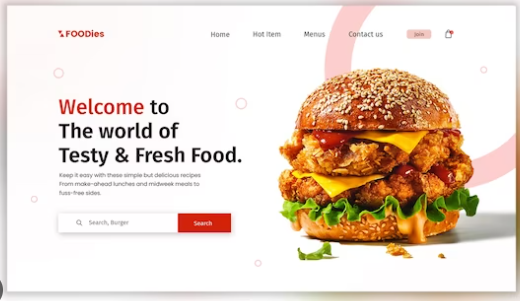 FOODies
Home
Hot Item
Menus
Contact us
Join
Welcome to
The world of
Testy & Fresh Food.
Keep it easy with these simple but delicious recipes
From make-ahead lunches and midweek meals to
fuss-free sides.
Search, Burger
Search